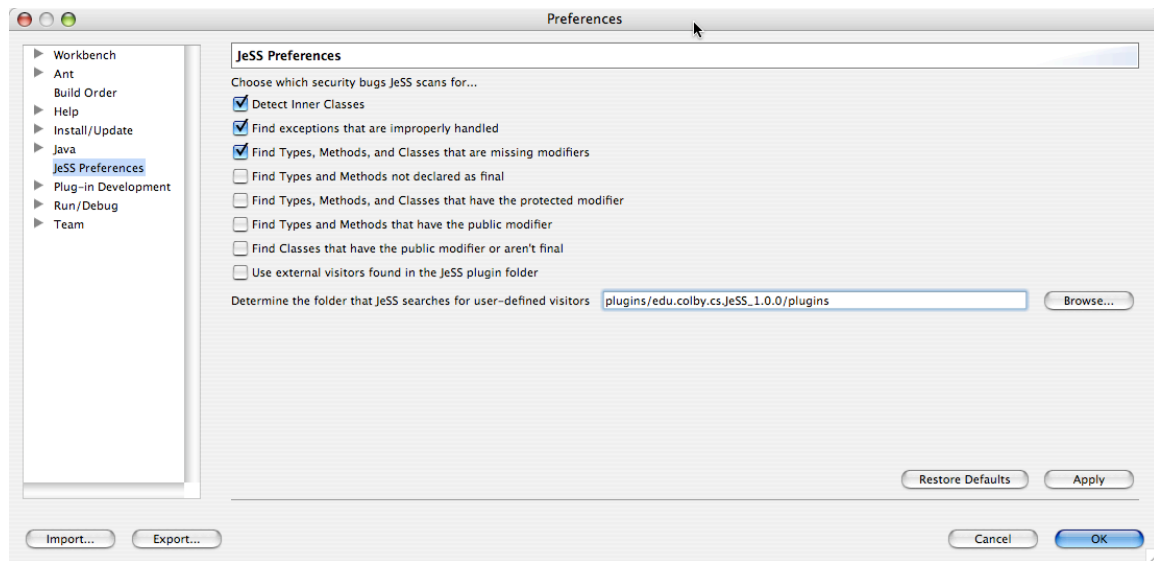 Preferences
Workbench
Ant
Build Order
Help
Install/Update
Java
JeSS Preferences
Plug-in Development
Run/Debug
Team
JeSS Preferences
Choose which security bugs JeSS scans for...
Detect Inner Classes
Find exceptions that are improperly handled
Find Types, Methods, and Classes that are missing modifiers
Find Types and Methods not declared as final
Find Types, Methods, and Classes that have the protected modifier
Find Types and Methods that have the public modifier
Find Classes that have the public modifier or aren't final
Use external visitors found in the JeSS plugin folder
Determine the folder that JeSS searches for user-defined visitors plugins/edu.colby.cs.JeSS_1.0.0/plugins Browse...
Restore Defaults Apply
Import... Export... Cancel OK